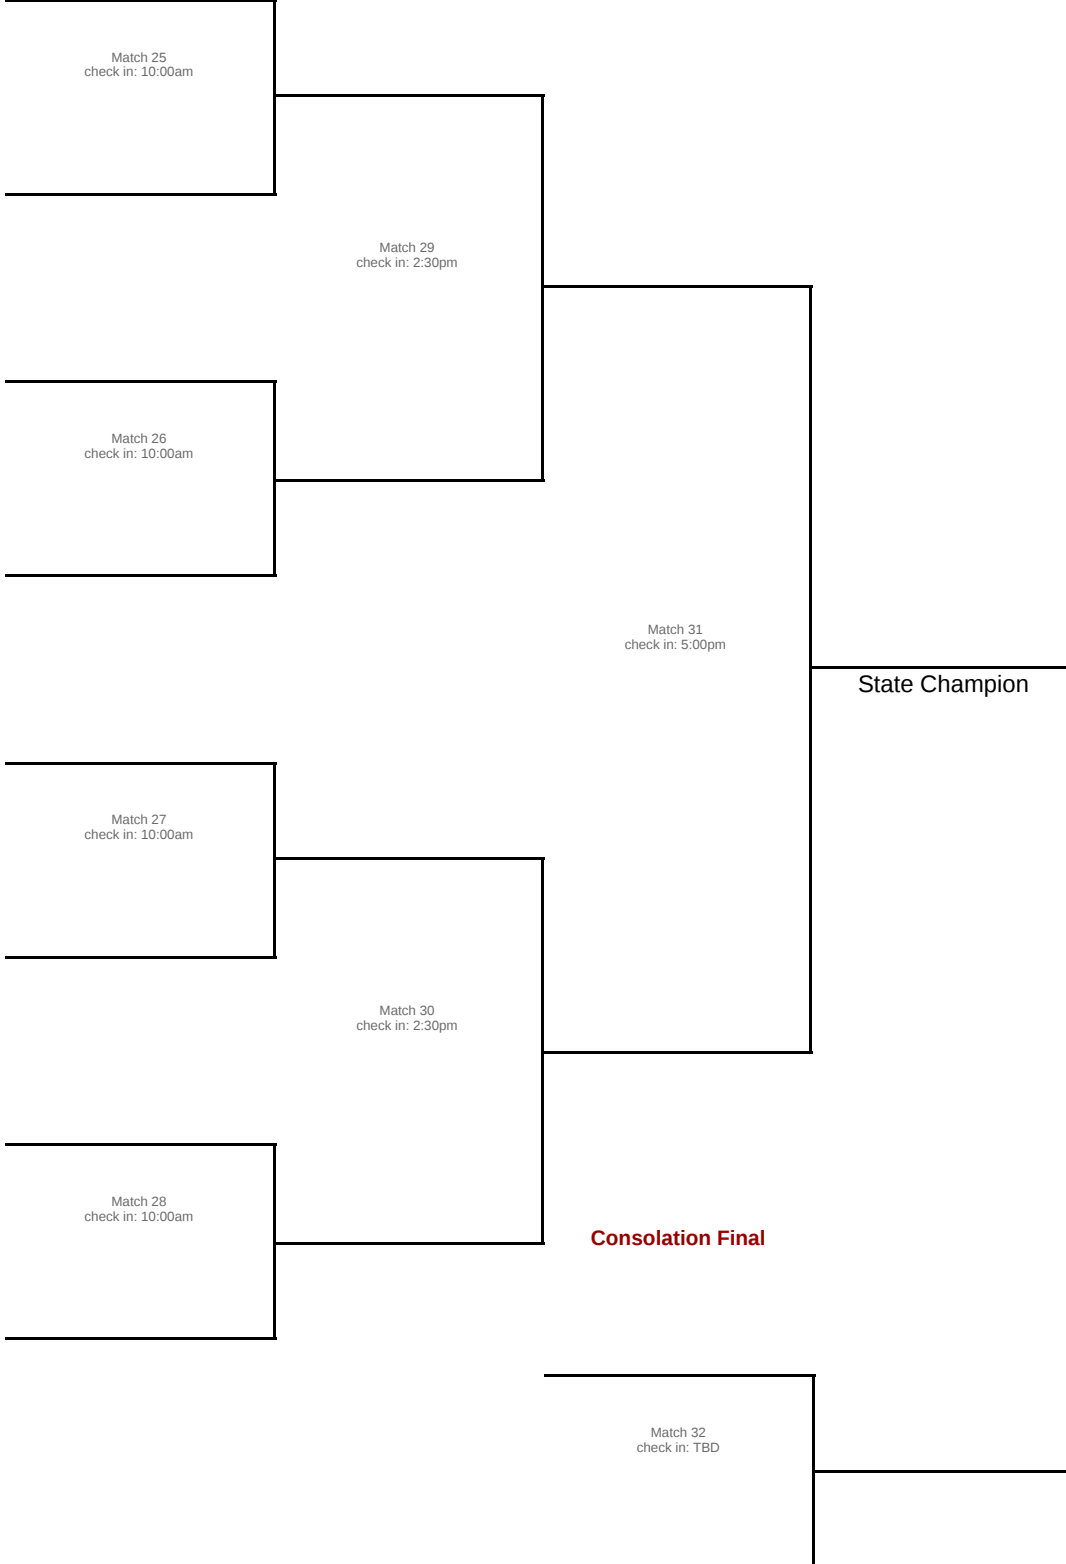 Match 25
check in: 10:00am
Match 29
check in: 2:30pm
Match 26
check in: 10:00am
Match 31
check in: 5:00pm
State Champion
Match 27
check in: 10:00am
Match 30
check in: 2:30pm
Match 28
check in: 10:00am
Consolation Final
Match 32
check in: TBD